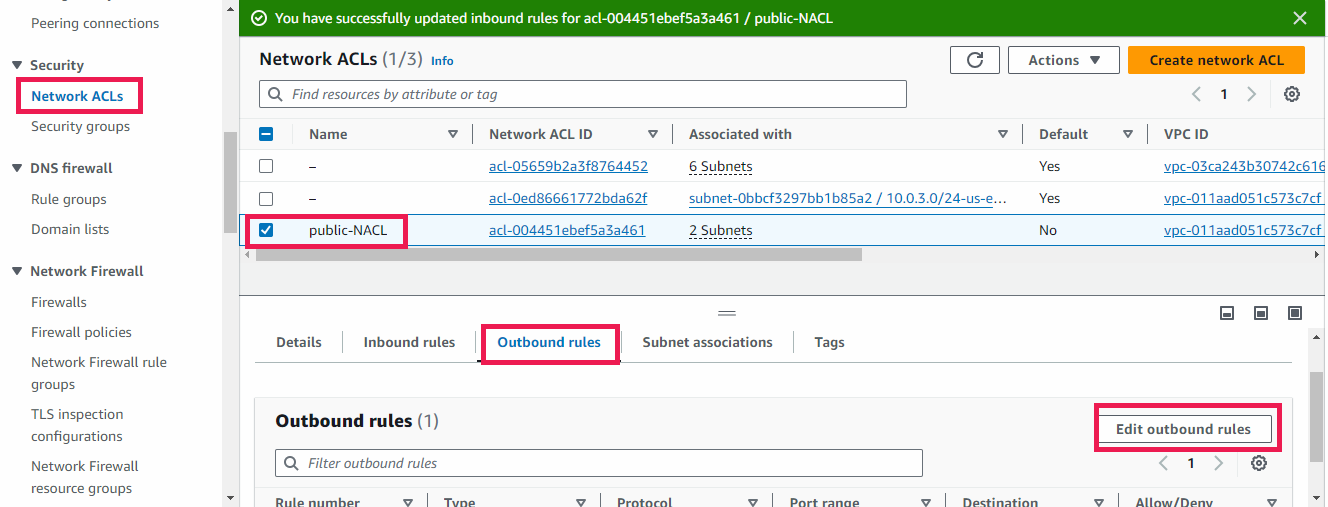 Peering connections
Security
Network ACLs
Security groups
DNS firewall
Rule groups
Domain lists
Network Firewall
Firewalls
Firewall policies
Network Firewall rule
groups
TLS inspection
configurations
Network Firewall
resource groups
You have successfully updated inbound rules for acl-004451ebef5a3a461 / public-NACL
Network ACLs (1/3) Info
Actions
Create network ACL
Find resources by attribute or tag
1
Name Network ACL ID Associated with Default VPC ID
– acl-05659b2a3f8764452 6 Subnets Yes vpc-03ca243b30742c616
– acl-0ed86661772bda62f subnet-0bbcf3297bb1b85a2 / 10.0.3.0/24-us-e... Yes vpc-011aad051c573c7cf
public-NACL acl-004451ebef5a3a461 2 Subnets No vpc-011aad051c573c7cf
Details Inbound rules Outbound rules Subnet associations Tags
Outbound rules (1)
Edit outbound rules
Filter outbound rules
1
Rule number Type Protocol Port range Destination Allow/Deny